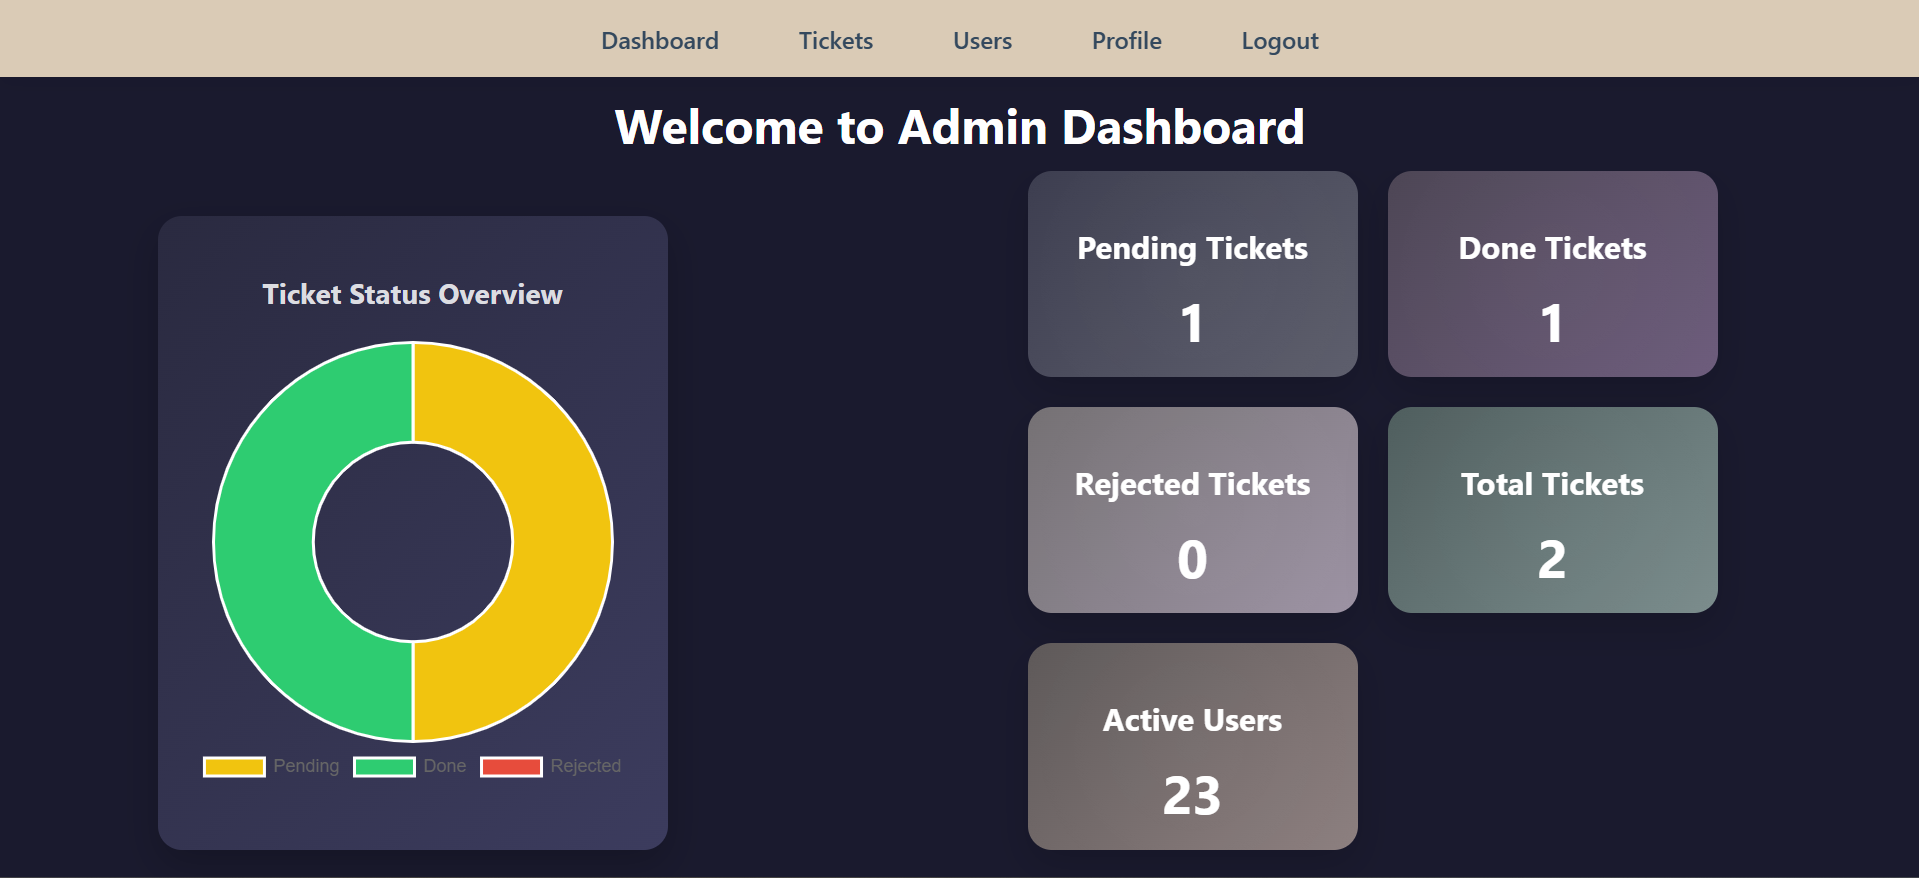 Dashboard Tickets Users Profile Logout
Welcome to Admin Dashboard
Ticket Status Overview
Pending Done Rejected
Pending Tickets
1
Done Tickets
1
Rejected Tickets
0
Total Tickets
2
Active Users
23